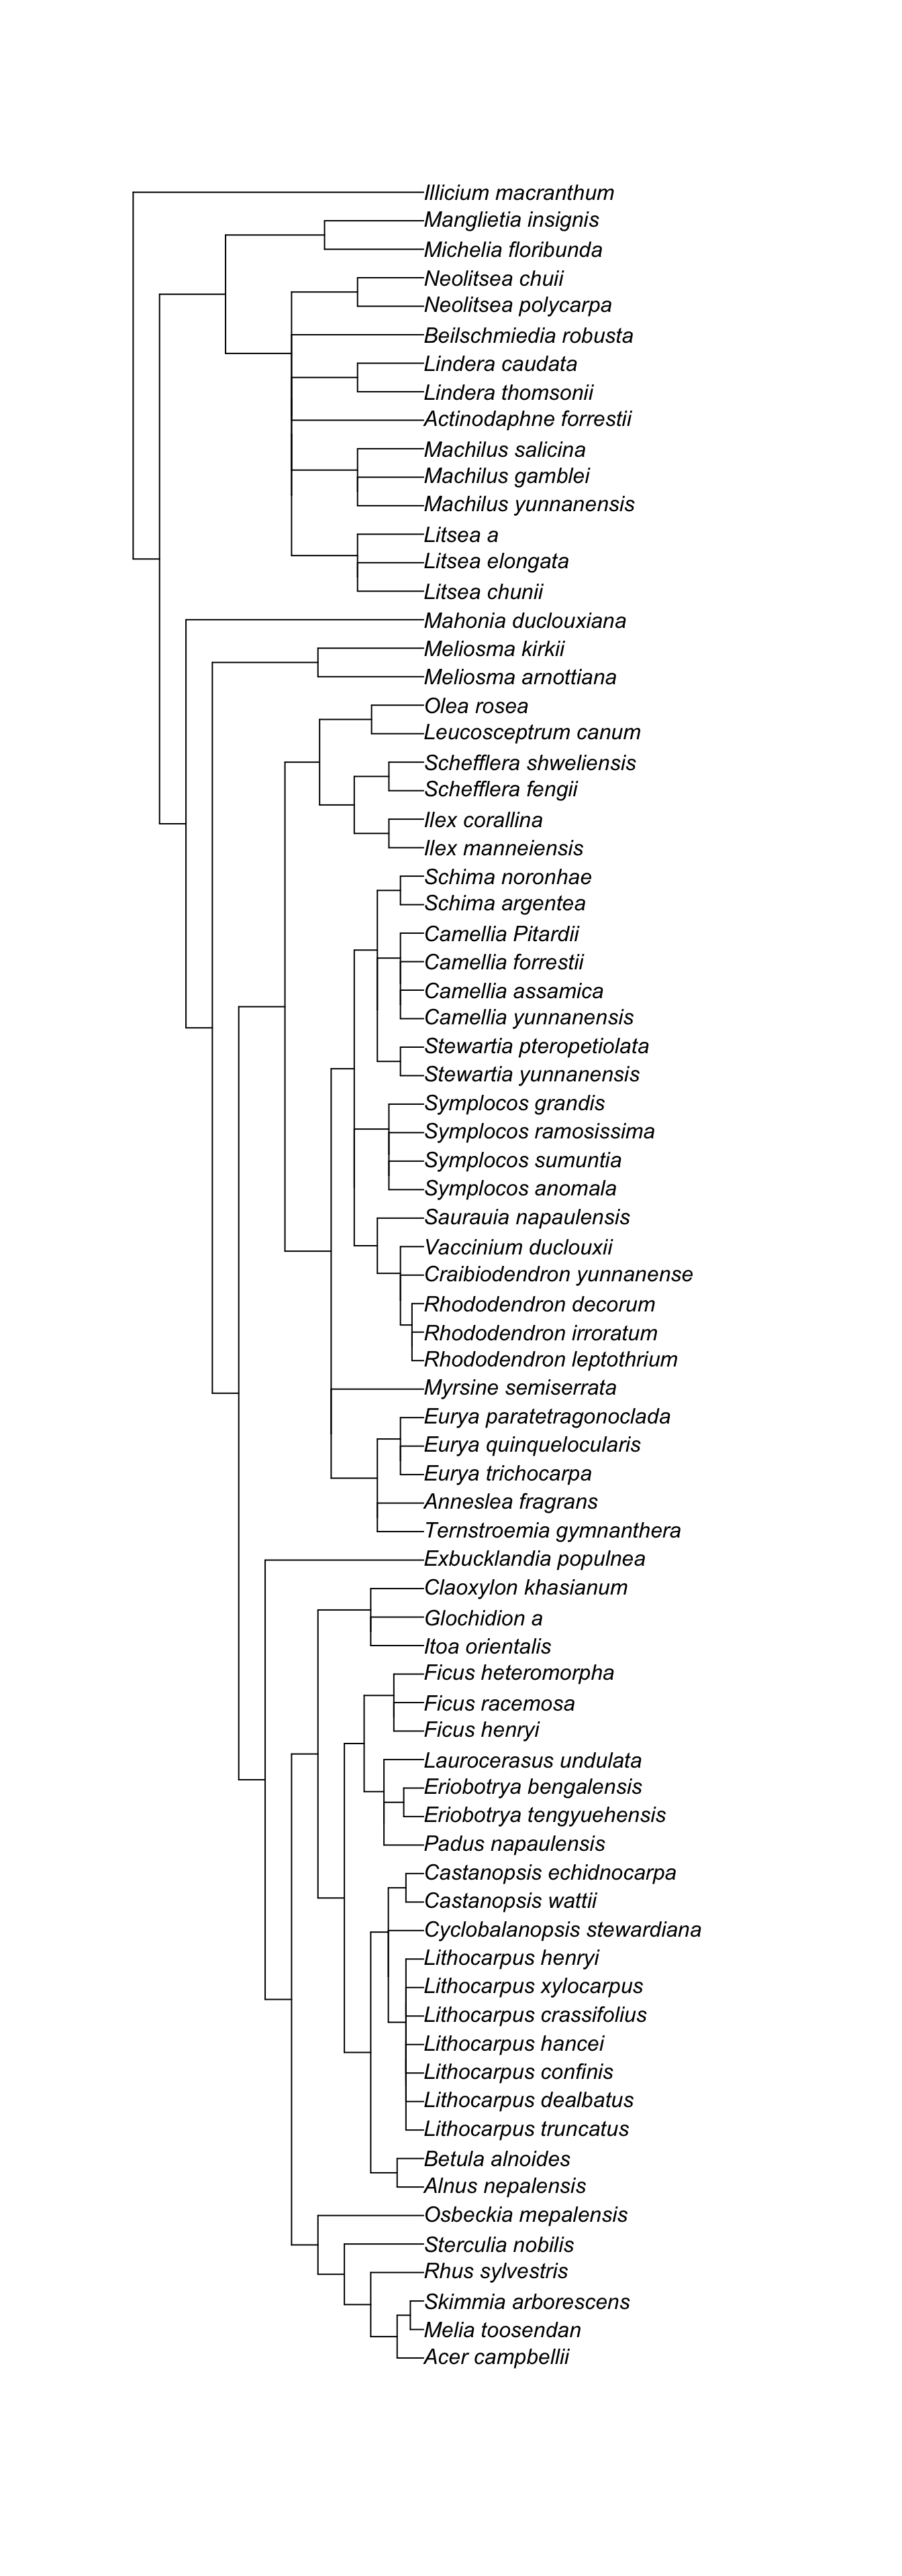 Illicium macranthum
Manglietia insignis
Michelia floribunda
Neolitsea chuii
Neolitsea polycarpa
Beilschmiedia robusta
Lindera caudata
Lindera thomsonii
Actinodaphne forrestii
Machilus salicina
Machilus gamblei
Machilus yunnanensis
Litsea a
Litsea elongata
Litsea chunii
Mahonia duclouxiana
Meliosma kirkii
Meliosma arnottiana
Olea rosea
Leucosceptrum canum
Schefflera shweliensis
Schefflera fengii
Ilex corallina
Ilex manneiensis
Schima noronhae
Schima argentea
Camellia Pitardii
Camellia forrestii
Camellia assamica
Camellia yunnanensis
Stewartia pteropetiolata
Stewartia yunnanensis
Symplocos grandis
Symplocos ramosissima
Symplocos sumuntia
Symplocos anomala
Saurauia napaulensis
Vaccinium duclouxii
Craibiodendron yunnanense
Rhododendron decorum
Rhododendron irroratum
Rhododendron leptothrium
Myrsine semiserrata
Eurya paratetragonoclada
Eurya quinquelocularis
Eurya trichocarpa
Anneslea fragrans
Ternstroemia gymnanthera
Exbucklandia populnea
Claoxylon khasianum
Glochidion a
Itoa orientalis
Ficus heteromorpha
Ficus racemosa
Ficus henryi
Laurocerasus undulata
Eriobotrya bengalensis
Eriobotrya tengyuehensis
Padus napaulensis
Castanopsis echidnocarpa
Castanopsis wattii
Cyclobalanopsis stewardiana
Lithocarpus henryi
Lithocarpus xylocarpus
Lithocarpus crassifolius
Lithocarpus hancei
Lithocarpus confinis
Lithocarpus dealbatus
Lithocarpus truncatus
Betula alnoides
Alnus nepalensis
Osbeckia mepalensis
Sterculia nobilis
Rhus sylvestris
Skimmia arborescens
Melia toosendan
Acer campbellii